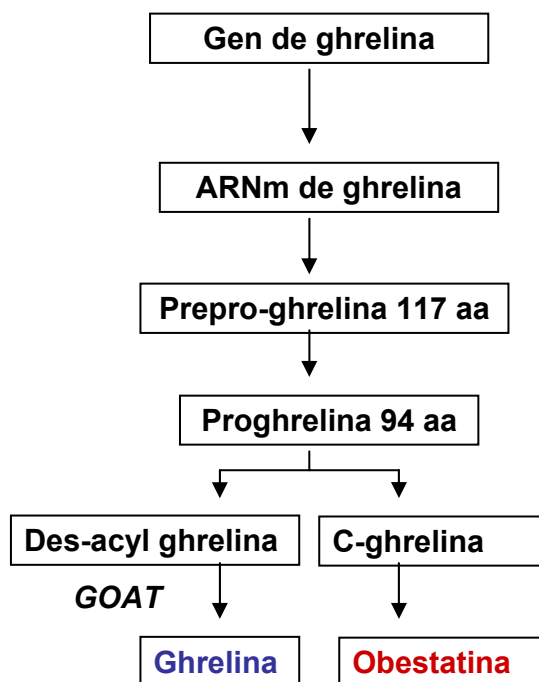 Gen de ghrelina
ARNm de ghrelina
Prepro-ghrelina 117 aa
Proghrelina 94 aa
Des-acyl ghrelina
C-ghrelina
GOAT
Ghrelina
Obestatina